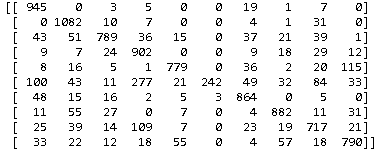 [[ 945 0 3 5 0 0 19 1 7 0]
[ 0 1082 10 7 0 0 4 1 31 0]
[ 43 51 789 36 15 0 37 21 39 1]
[ 9 7 24 902 0 0 9 18 29 12]
[ 8 16 5 1 779 0 36 2 20 115]
[ 100 43 11 277 21 242 49 32 84 33]
[ 48 15 16 2 5 3 864 0 5 0]
[ 11 55 27 0 7 0 4 882 11 31]
[ 25 39 14 109 7 0 23 19 717 21]
[ 33 22 12 18 55 0 4 57 18 790]]